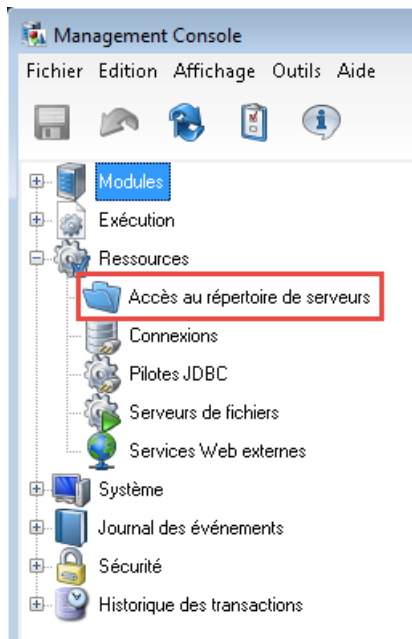 Management Console
Fichier Edition Affichage Outils Aide
Modules
Exécution
Ressources
Accès au répertoire de serveurs
Connexions
Pilotes JDBC
Serveurs de fichiers
Services Web externes
Système
Journal des événements
Sécurité
Historique des transactions